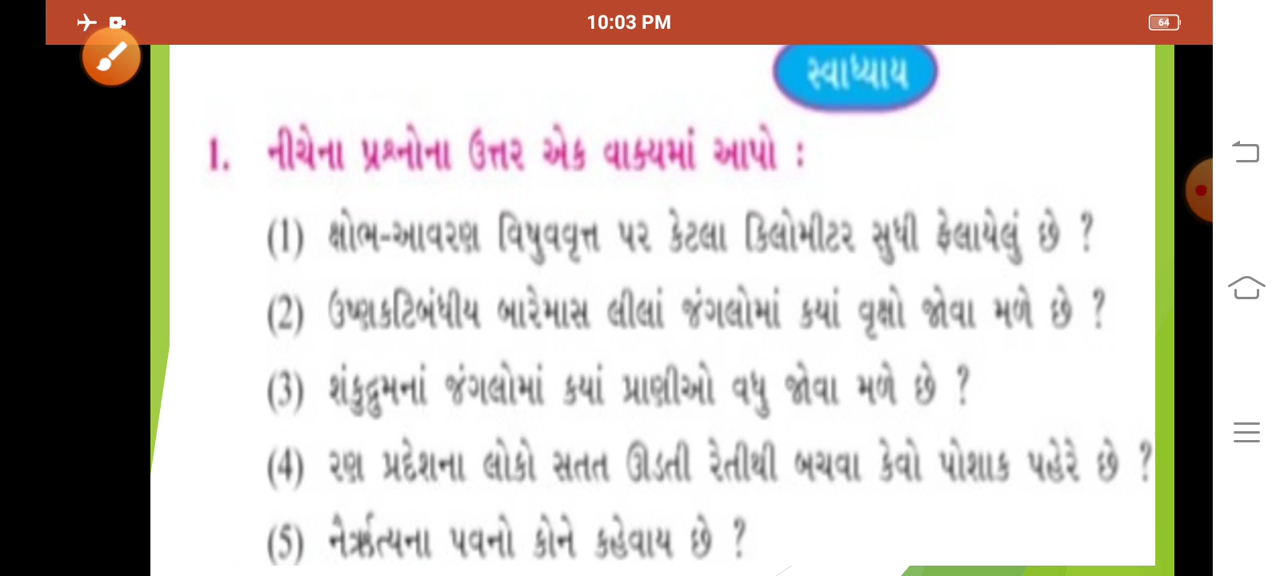 10:03 PM
64
સ્વાધ્યાય
1. નીચેના પ્રશ્નોના ઉત્તર એક વાક્યમાં આપો :
(1) ક્ષોભ-આવરણ વિષુવવૃત્ત પર કેટલા કિલોમીટર સુધી ફેલાયેલું છે ?
(2) ઉષ્ણકટિબંધીય બારેમાસ લીલાં જંગલોમાં કયાં વૃક્ષો જોવા મળે છે ?
(3) શંકુદ્રુમનાં જંગલોમાં કયાં પ્રાણીઓ વધુ જોવા મળે છે ?
(4) રણ પ્રદેશના લોકો સતત ઊડતી રેતીથી બચવા કેવો પોશાક પહેરે છે ?
(5) નૈર્ઋત્યના પવનો કોને કહેવાય છે ?